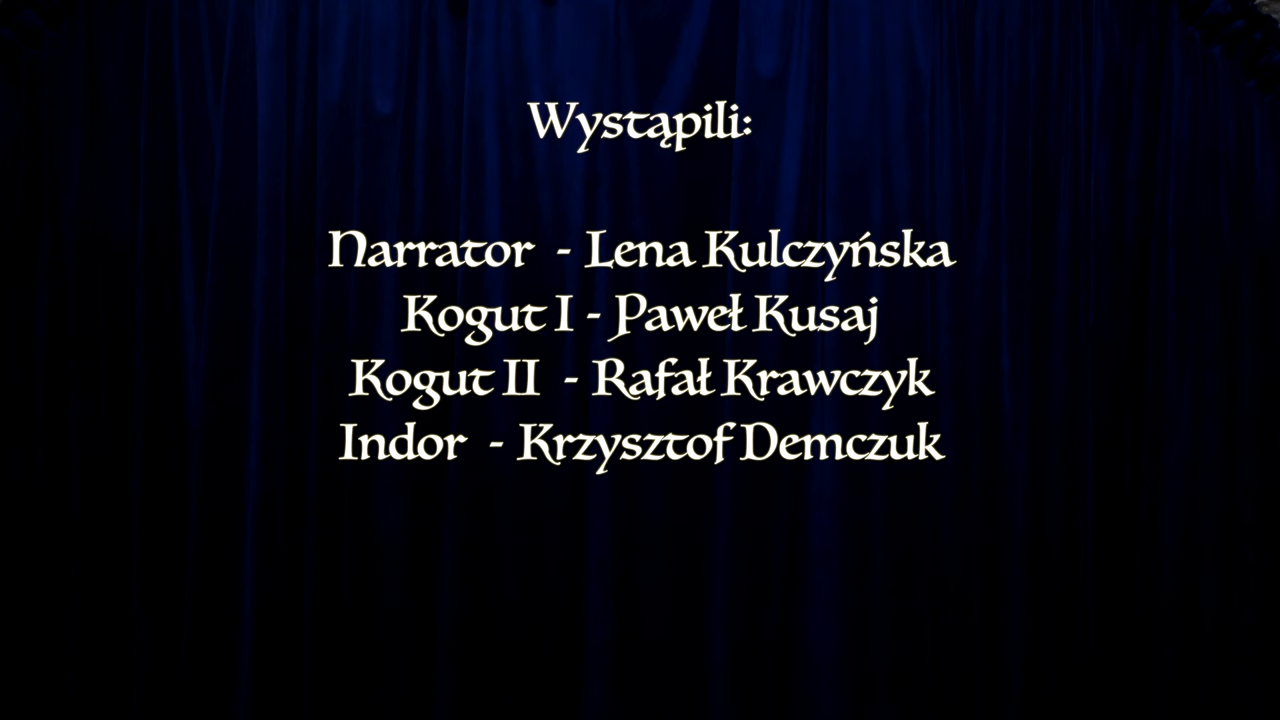 Wystąpili:
Narrator - Lena Kulczyńska
Kogut I - Paweł Kusaj
Kogut II - Rafał Krawczyk
Indor - Krzysztof Demczuk